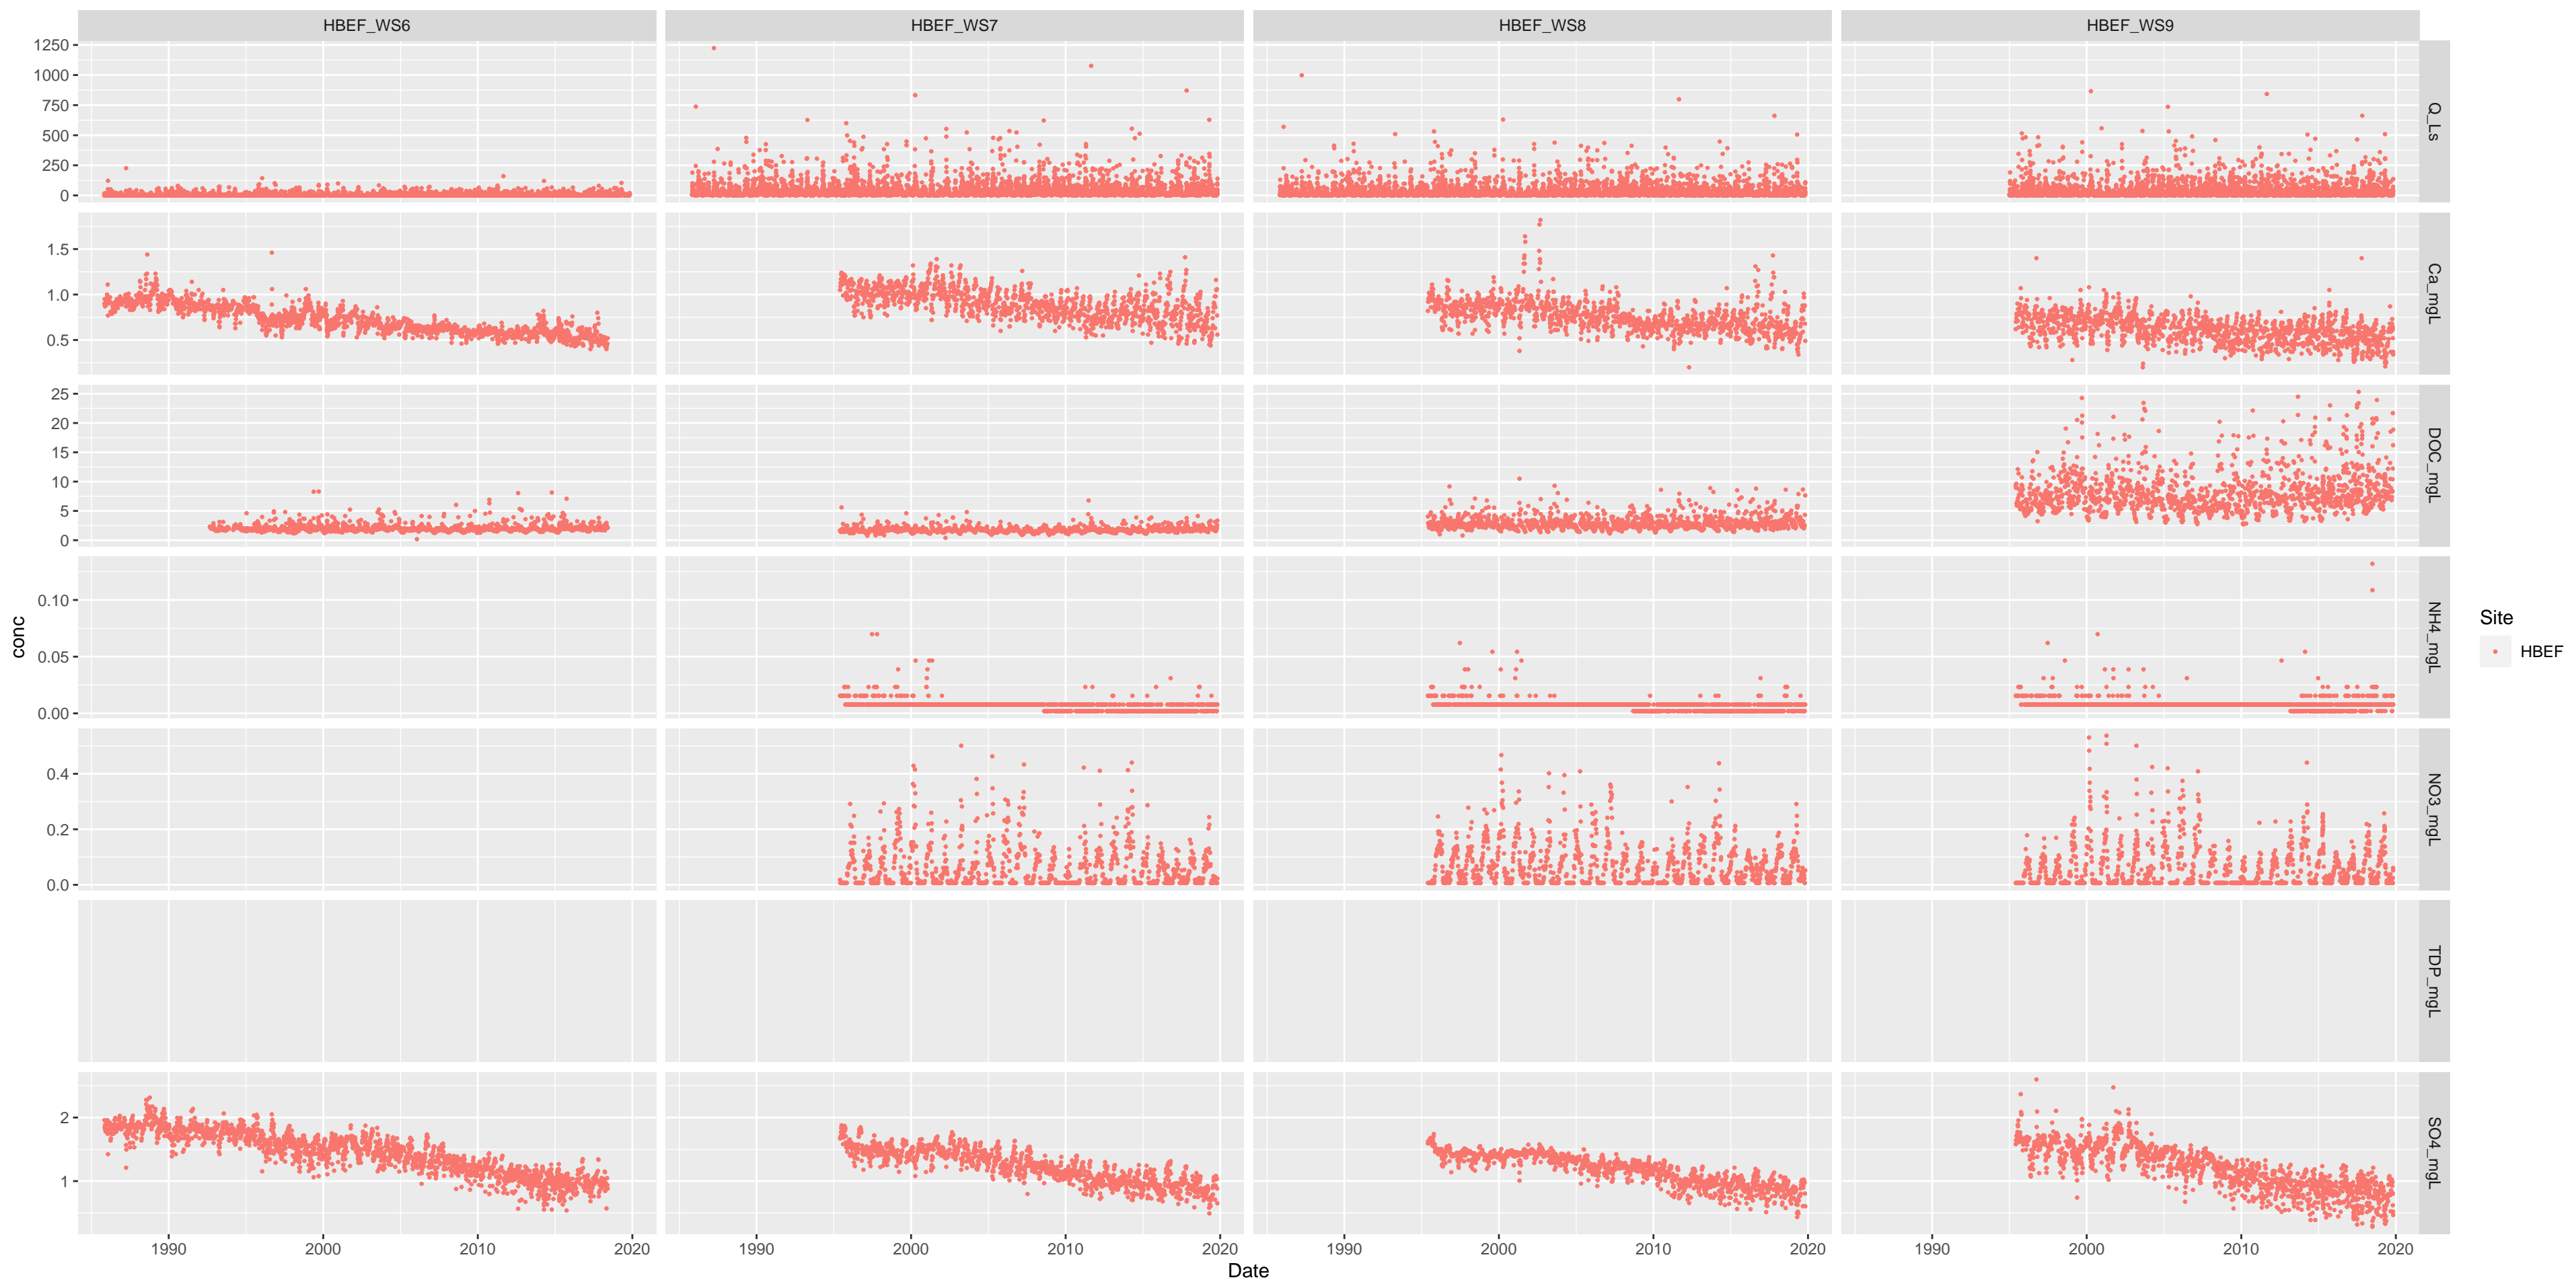 HBEF_WS6 HBEF_WS7 HBEF_WS8 HBEF_WS9
1250
1000
750
500
250
0
Q_Ls
1.5
1.0
0.5
Ca_mgL
25
20
15
10
5
0
DOC_mgL
0.10
0.05
0.00
NH4_mgL
conc
Site
HBEF
0.4
0.2
0.0
NO3_mgL
TDP_mgL
2
1
SO4_mgL
1990 2000 2010 2020 1990 2000 2010 2020 1990 2000 2010 2020 1990 2000 2010 2020
Date